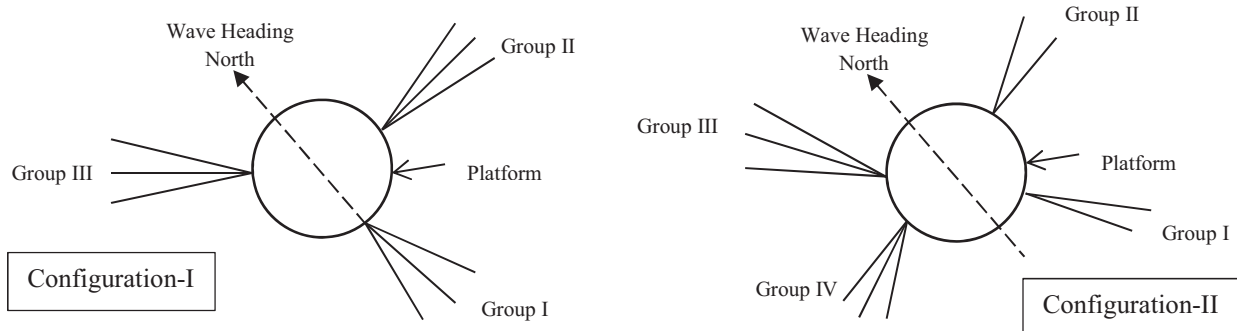 Wave Heading
North
Group II
Group III
Platform
Group I
Configuration-I
Wave Heading
North
Group II
Group III
Platform
Group I
Group IV
Configuration-II